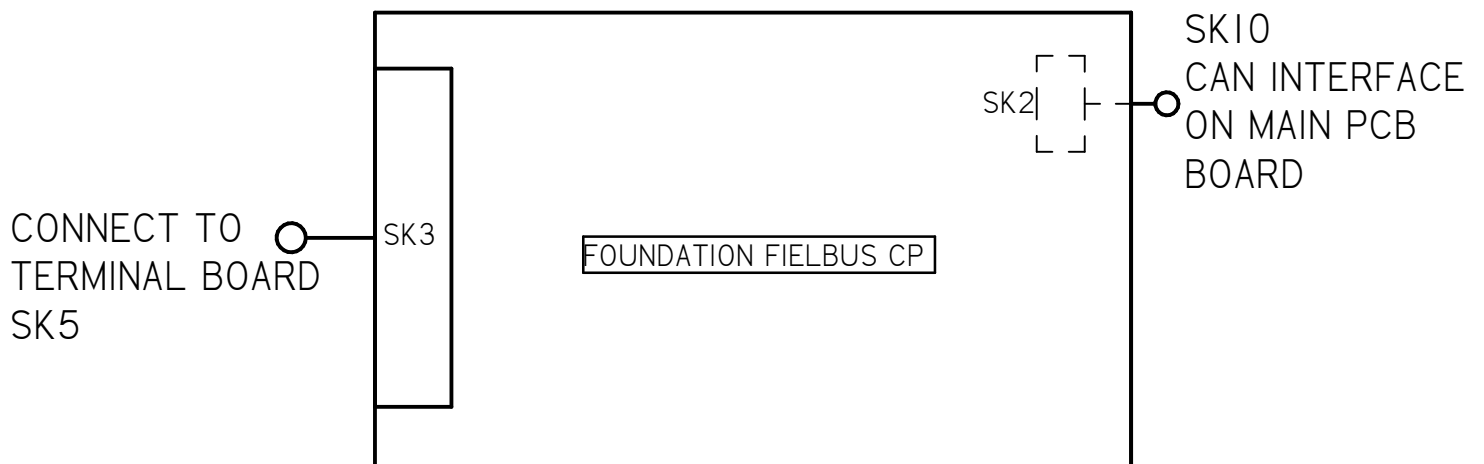 CONNECT TO
TERMINAL BOARD
SK5
SK3
FOUNDATION FIELBUS CP
SK2
SK10
CAN INTERFACE
ON MAIN PCB
BOARD